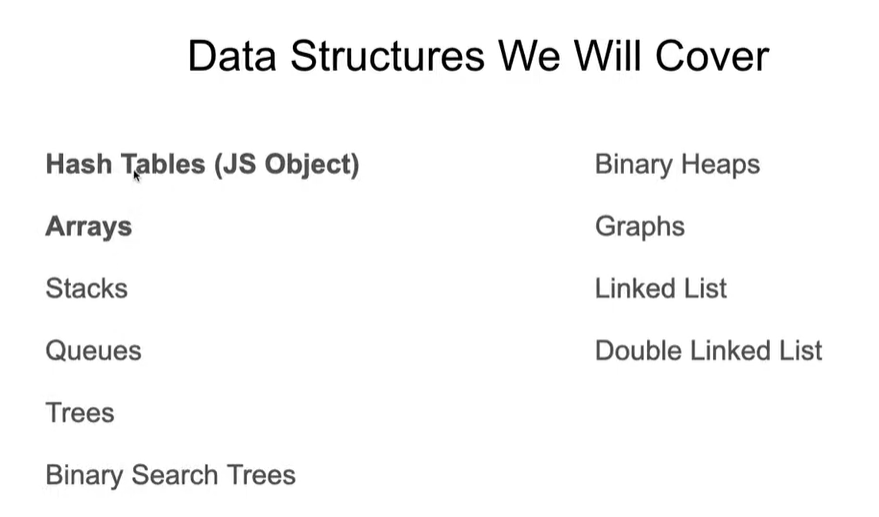 Data Structures We Will Cover
Hash Tables (JS Object)
Arrays
Stacks
Queues
Trees
Binary Search Trees
Binary Heaps
Graphs
Linked List
Double Linked List